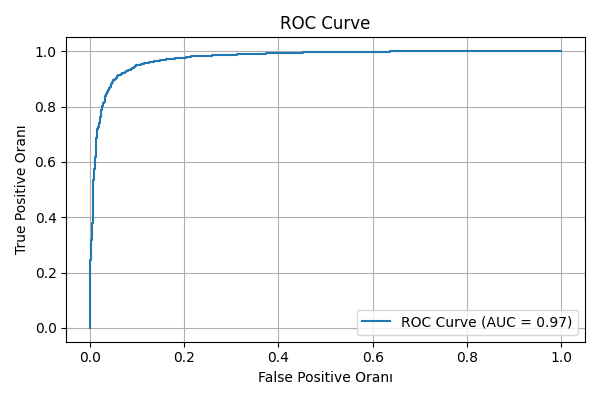 ROC Curve
True Positive Oranı
1.0
0.8
0.6
0.4
0.2
0.0
ROC Curve (AUC = 0.97)
0.0 0.2 0.4 0.6 0.8 1.0
False Positive Oranı